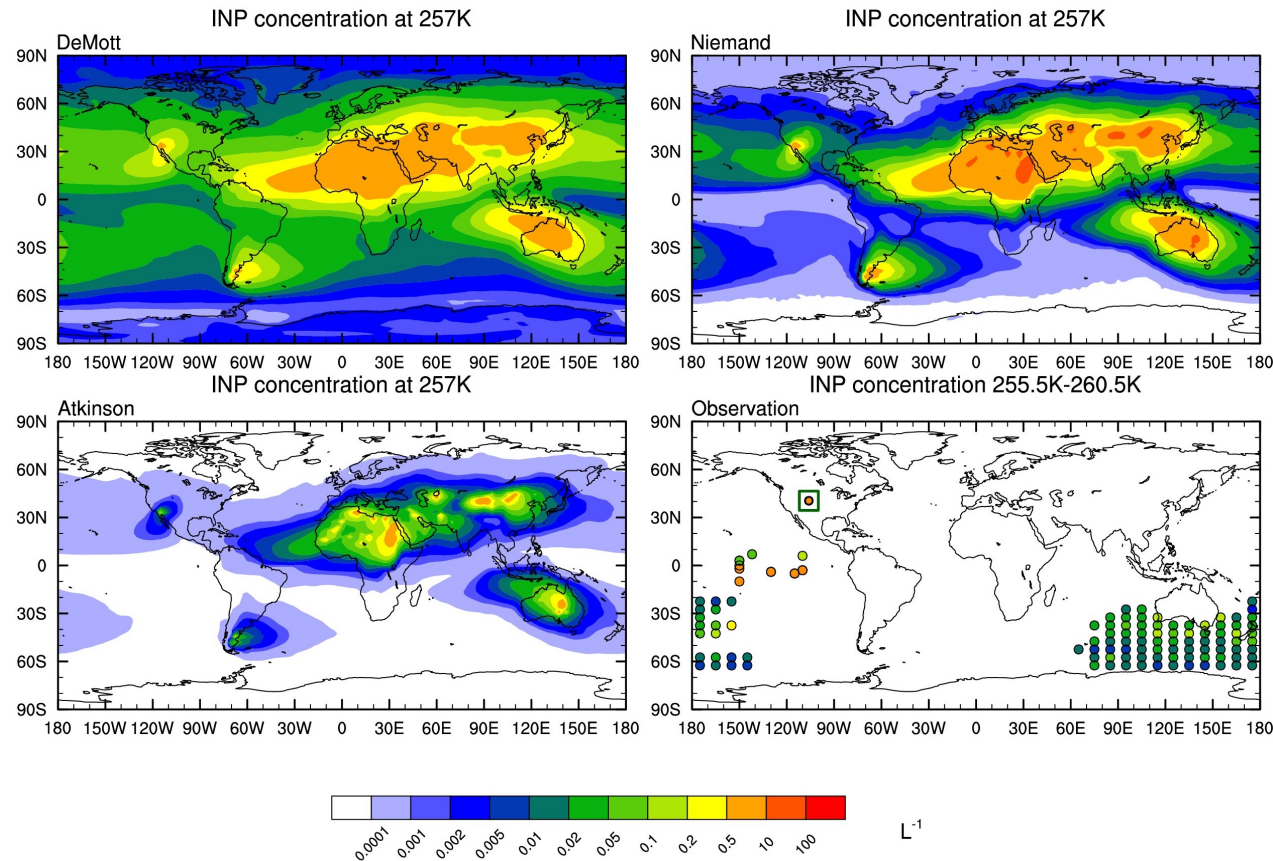 INP concentration at 257K
DeMott
90N
60N
30N
0
30S
60S
90S
180 150W 120W 90W 60W 30W 0 30E 60E 90E 120E 150E 180
INP concentration at 257K
Niemand
90N
60N
30N
0
30S
60S
90S
180 150W 120W 90W 60W 30W 0 30E 60E 90E 120E 150E 180
INP concentration at 257K
Atkinson
90N
60N
30N
0
30S
60S
90S
180 150W 120W 90W 60W 30W 0 30E 60E 90E 120E 150E 180
INP concentration 255.5K-260.5K
Observation
90N
60N
30N
0
30S
60S
90S
180 150W 120W 90W 60W 30W 0 30E 60E 90E 120E 150E 180
0.0001 0.001 0.002 0.005 0.01 0.02 0.05 0.1 0.2 0.5 10 100
L⁻¹